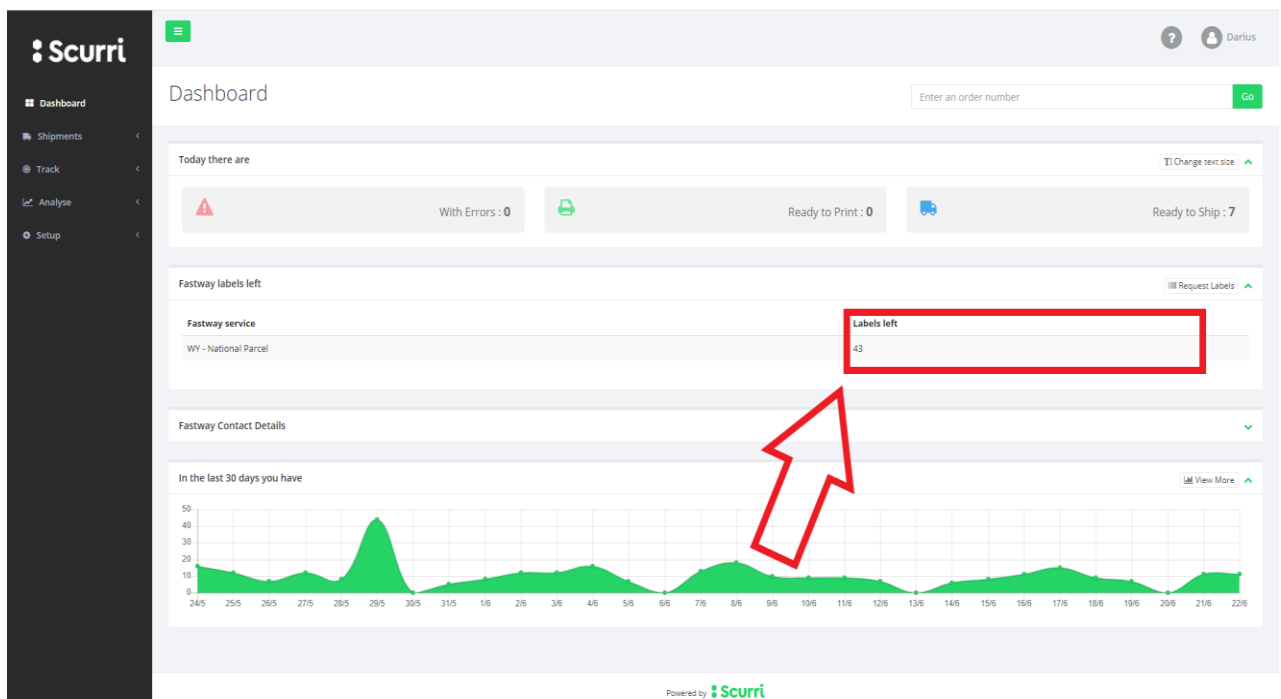 Scurri
Darius
Dashboard
Shipments
Track
Analyse
Setup
Dashboard
Enter an order number
Go
Today there are
Change text size
With Errors : 0
Ready to Print : 0
Ready to Ship : 7
Fastway labels left
Request Labels
Fastway service
Labels left
WY - National Parcel
43
Fastway Contact Details
In the last 30 days you have
View More
50
40
30
20
10
0
24/5 25/5 26/5 27/5 28/5 29/5 30/5 31/5 1/6 2/6 3/6 4/6 5/6 6/6 7/6 8/6 9/6 10/6 11/6 12/6 13/6 14/6 15/6 16/6 17/6 18/6 19/6 20/6 21/6 22/6
Powered by Scurri